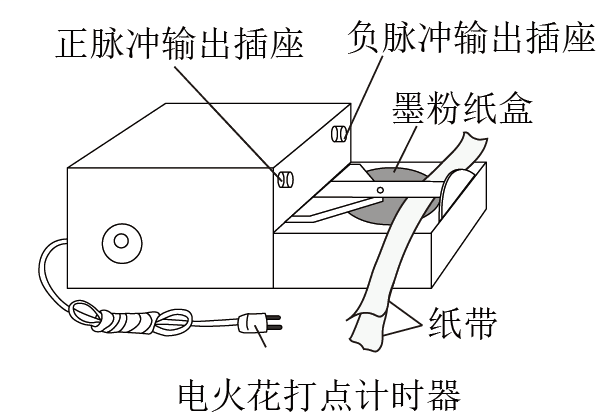 正脉冲输出插座
负脉冲输出插座
墨粉纸盒
纸带
电火花打点计时器